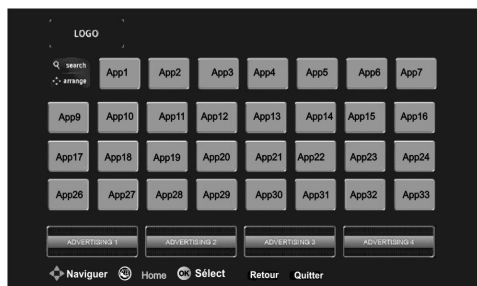 LOGO
search
arrange
App1 App2 App3 App4 App5 App6 App7
App9 App10 App11 App12 App13 App14 App15 App16
App17 App18 App19 App20 App21 App22 App23 App24
App26 App27 App28 App29 App30 App31 App32 App33
ADVERTISING 1 ADVERTISING 2 ADVERTISING 3 ADVERTISING 4
Naviguer Home OK Sélect Retour Quitter